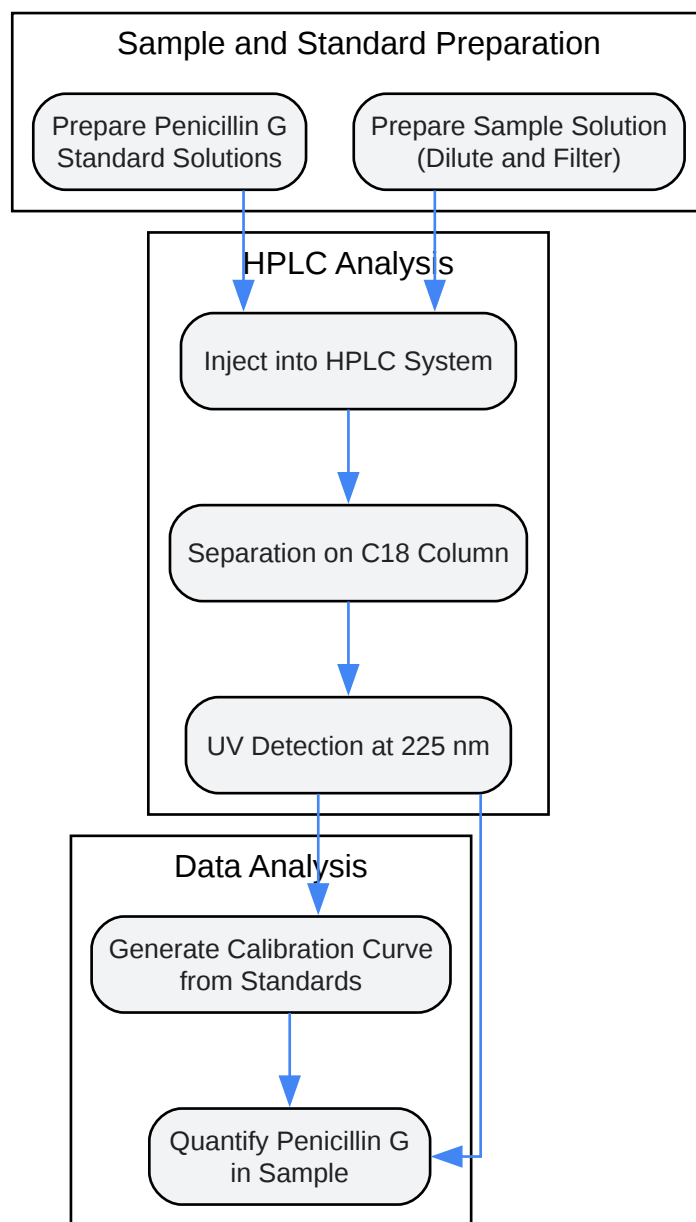 Sample and Standard Preparation
Prepare Penicillin G
Standard Solutions
Prepare Sample Solution
(Dilute and Filter)
HPLC Analysis
Inject into HPLC System
Separation on C18 Column
UV Detection at 225 nm
Data Analysis
Generate Calibration Curve
from Standards
Quantify Penicillin G
in Sample